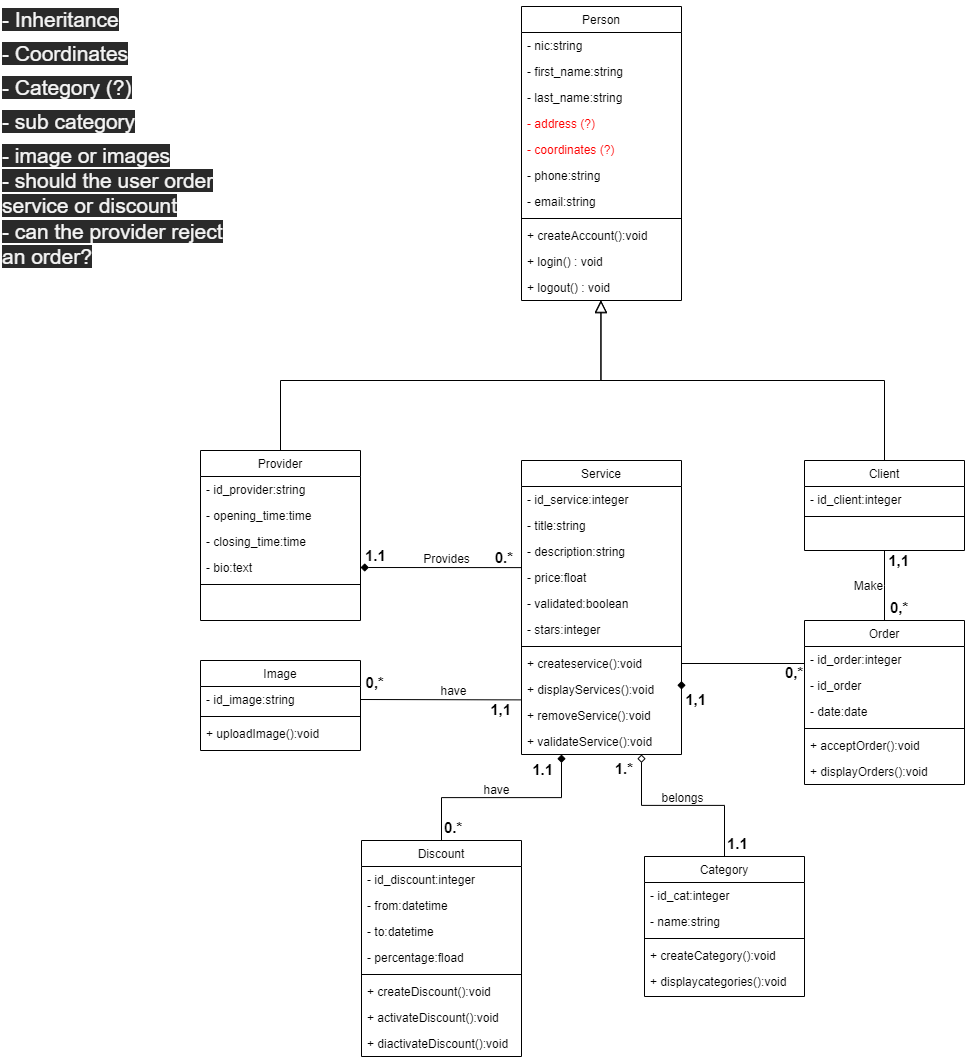 - Inheritance
- Coordinates
- Category (?)
- sub category
- image or images
- should the user order
service or discount
- can the provider reject
an order?
Person
- nic:string
- first_name:string
- last_name:string
- address (?)
- coordinates (?)
- phone:string
- email:string
+ createAccount():void
+ login() : void
+ logout() : void
Provider
- id_provider:string
- opening_time:time
- closing_time:time
- bio:text
1.1
Provides
0.*
Service
- id_service:integer
- title:string
- description:string
- price:float
- validated:boolean
- stars:integer
+ createservice():void
+ displayServices():void
+ removeService():void
+ validateService():void
Client
- id_client:integer
1,1
Make
0,*
Order
- id_order:integer
- id_order
- date:date
+ acceptOrder():void
+ displayOrders():void
0,*
1,1
Image
- id_image:string
+ uploadImage():void
0,*
have
1,1
1.1
have
0.*
1.*
belongs
1.1
Discount
- id_discount:integer
- from:datetime
- to:datetime
- percentage:fload
+ createDiscount():void
+ activateDiscount():void
+ diactivateDiscount():void
Category
- id_cat:integer
- name:string
+ createCategory():void
+ displaycategories():void